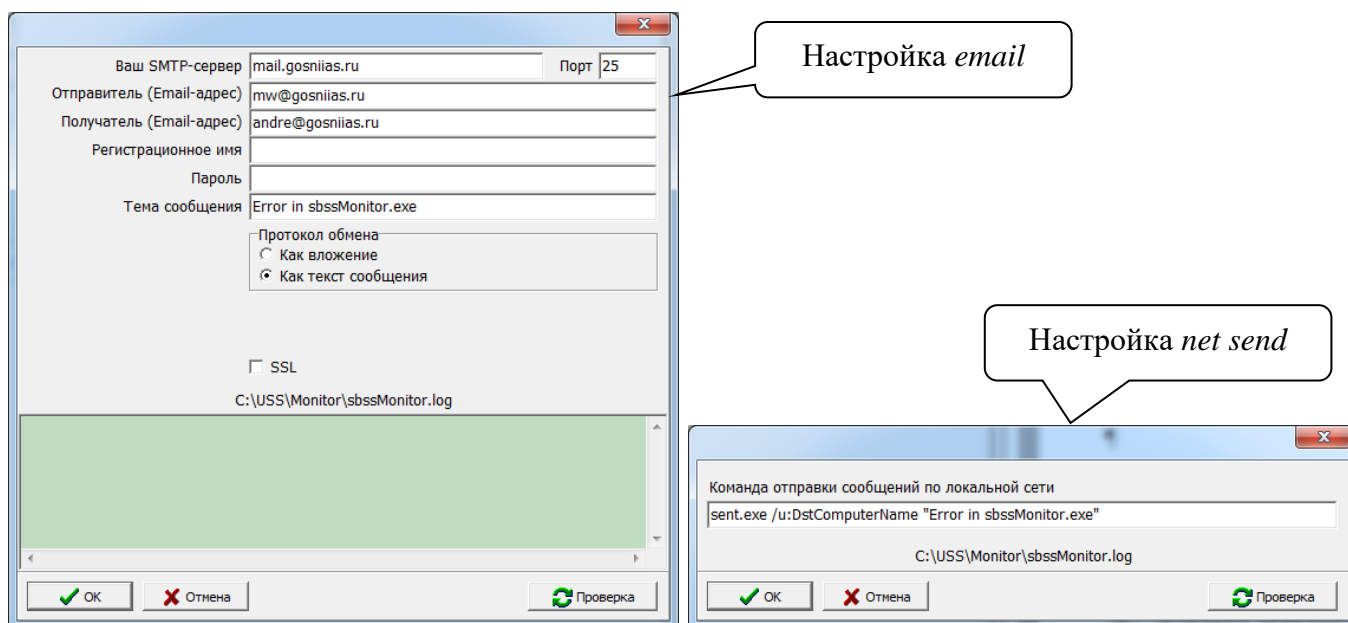 Настройка email
Ваш SMTP-сервер mail.gosniias.ru Порт 25
Отправитель (Email-адрес) mw@gosniias.ru
Получатель (Email-адрес) andre@gosniias.ru
Регистрационное имя
Пароль
Тема сообщения Error in sbssMonitor.exe
Протокол обмена
Как вложение
Как текст сообщения
SSL
C:\USS\Monitor\sbssMonitor.log
OK Отмена Проверка
Настройка net send
Команда отправки сообщений по локальной сети
sent.exe /u:DstComputerName "Error in sbssMonitor.exe"
C:\USS\Monitor\sbssMonitor.log
OK Отмена Проверка